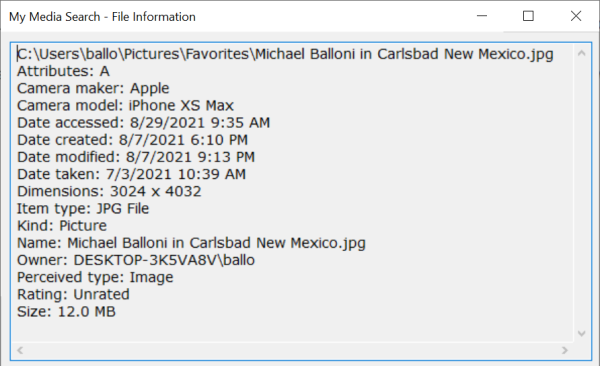 My Media Search - File Information
C:\Users\ballo\Pictures\Favorites\Michael Balloni in Carlsbad New Mexico.jpg
Attributes: A
Camera maker: Apple
Camera model: iPhone XS Max
Date accessed: 8/29/2021 9:35 AM
Date created: 8/7/2021 6:10 PM
Date modified: 8/7/2021 9:13 PM
Date taken: 7/3/2021 10:39 AM
Dimensions: 3024 x 4032
Item type: JPG File
Kind: Picture
Name: Michael Balloni in Carlsbad New Mexico.jpg
Owner: DESKTOP-3K5VA8V\ballo
Perceived type: Image
Rating: Unrated
Size: 12.0 MB